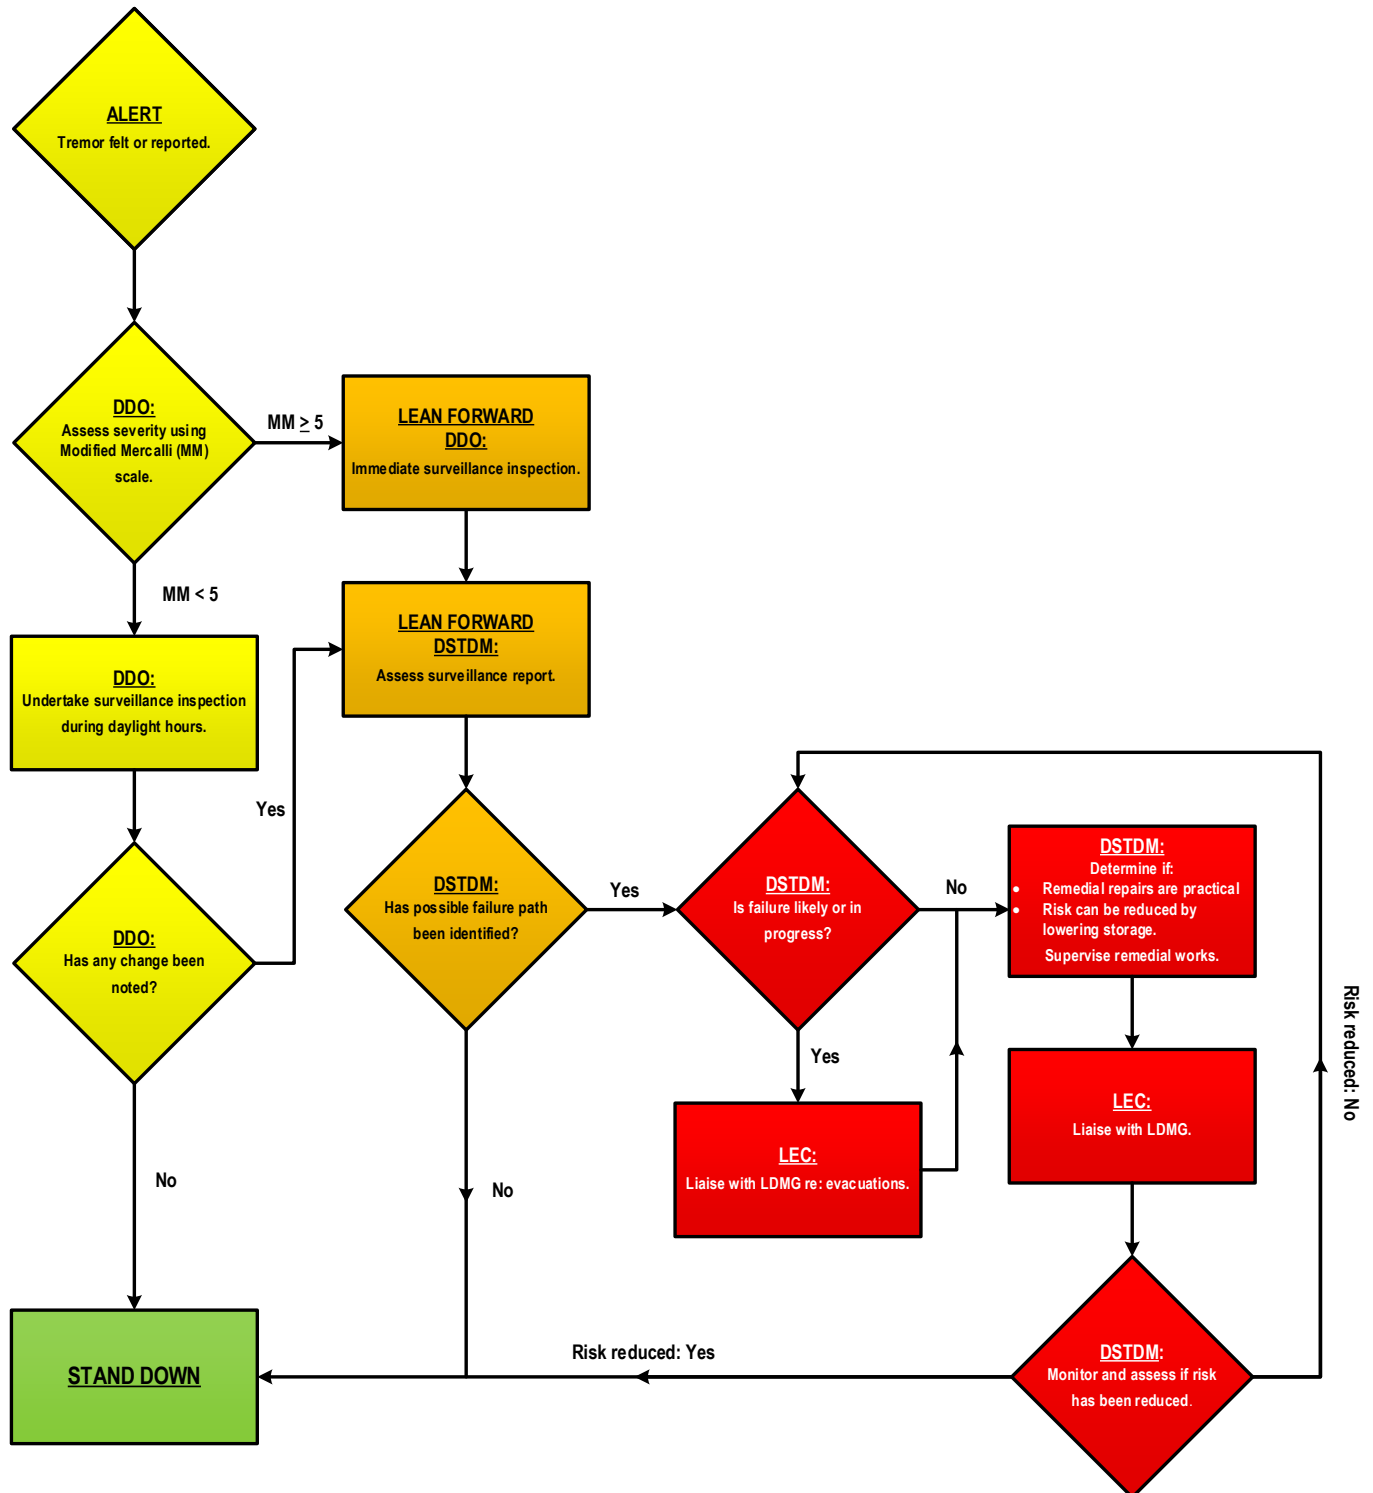 ALERT
Tremor felt or reported.
DDO:
Assess severity using
Modified Mercalli (MM)
scale.
MM ≥ 5
LEAN FORWARD
DDO:
Immediate surveillance inspection.
MM < 5
LEAN FORWARD
DSTDM:
Assess surveillance report.
DDO:
Undertake surveillance inspection
during daylight hours.
Yes
DDO:
Has any change been
noted?
No
DSTDM:
Has possible failure path
been identified?
Yes
No
DSTDM:
Is failure likely or in
progress?
No
Yes
LEC:
Liaise with LDMG re: evacuations.
DSTDM:
Determine if:
• Remedial repairs are practical
• Risk can be reduced by
lowering storage.
Supervise remedial works.
LEC:
Liaise with LDMG.
Risk reduced: No
DSTDM:
Monitor and assess if risk
has been reduced.
Risk reduced: Yes
STAND DOWN